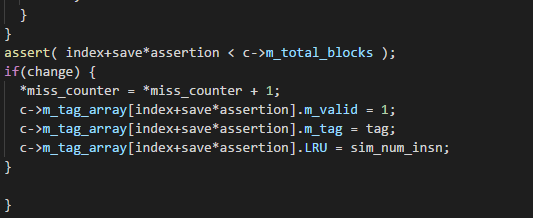 }
}
assert( index+save*assertion < c->m_total_blocks );
if(change) {
*miss_counter = *miss_counter + 1;
c->m_tag_array[index+save*assertion].m_valid = 1;
c->m_tag_array[index+save*assertion].m_tag = tag;
c->m_tag_array[index+save*assertion].LRU = sim_num_insn;
}
}